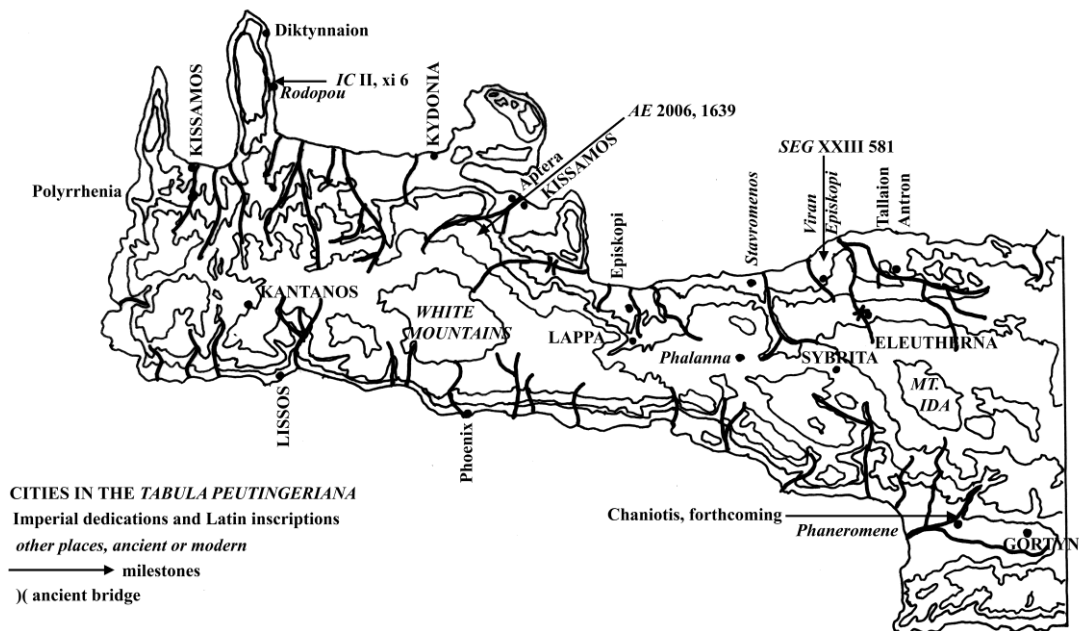 Diktynnaion
IC II, xi 6
Rodopou
KISSAMOS
KYDONIA
AE 2006, 1639
Polyrrhenia
Aptera
KISSAMOS
SEG XXIII 581
Stavromenos
Viran
Episkopi
Tallaion
Antron
Episkopi
KANTANOS
WHITE
MOUNTAINS
LAPPA
Phalanna
SYBRITA
ELEUTHERNA
MT.
IDA
LISSOS
Phoenix
CITIES IN THE TABULA PEUTINGERIANA
Imperial dedications and Latin inscriptions
other places, ancient or modern
milestones
)( ancient bridge
Chaniotis, forthcoming
Phaneromene
GORTYN